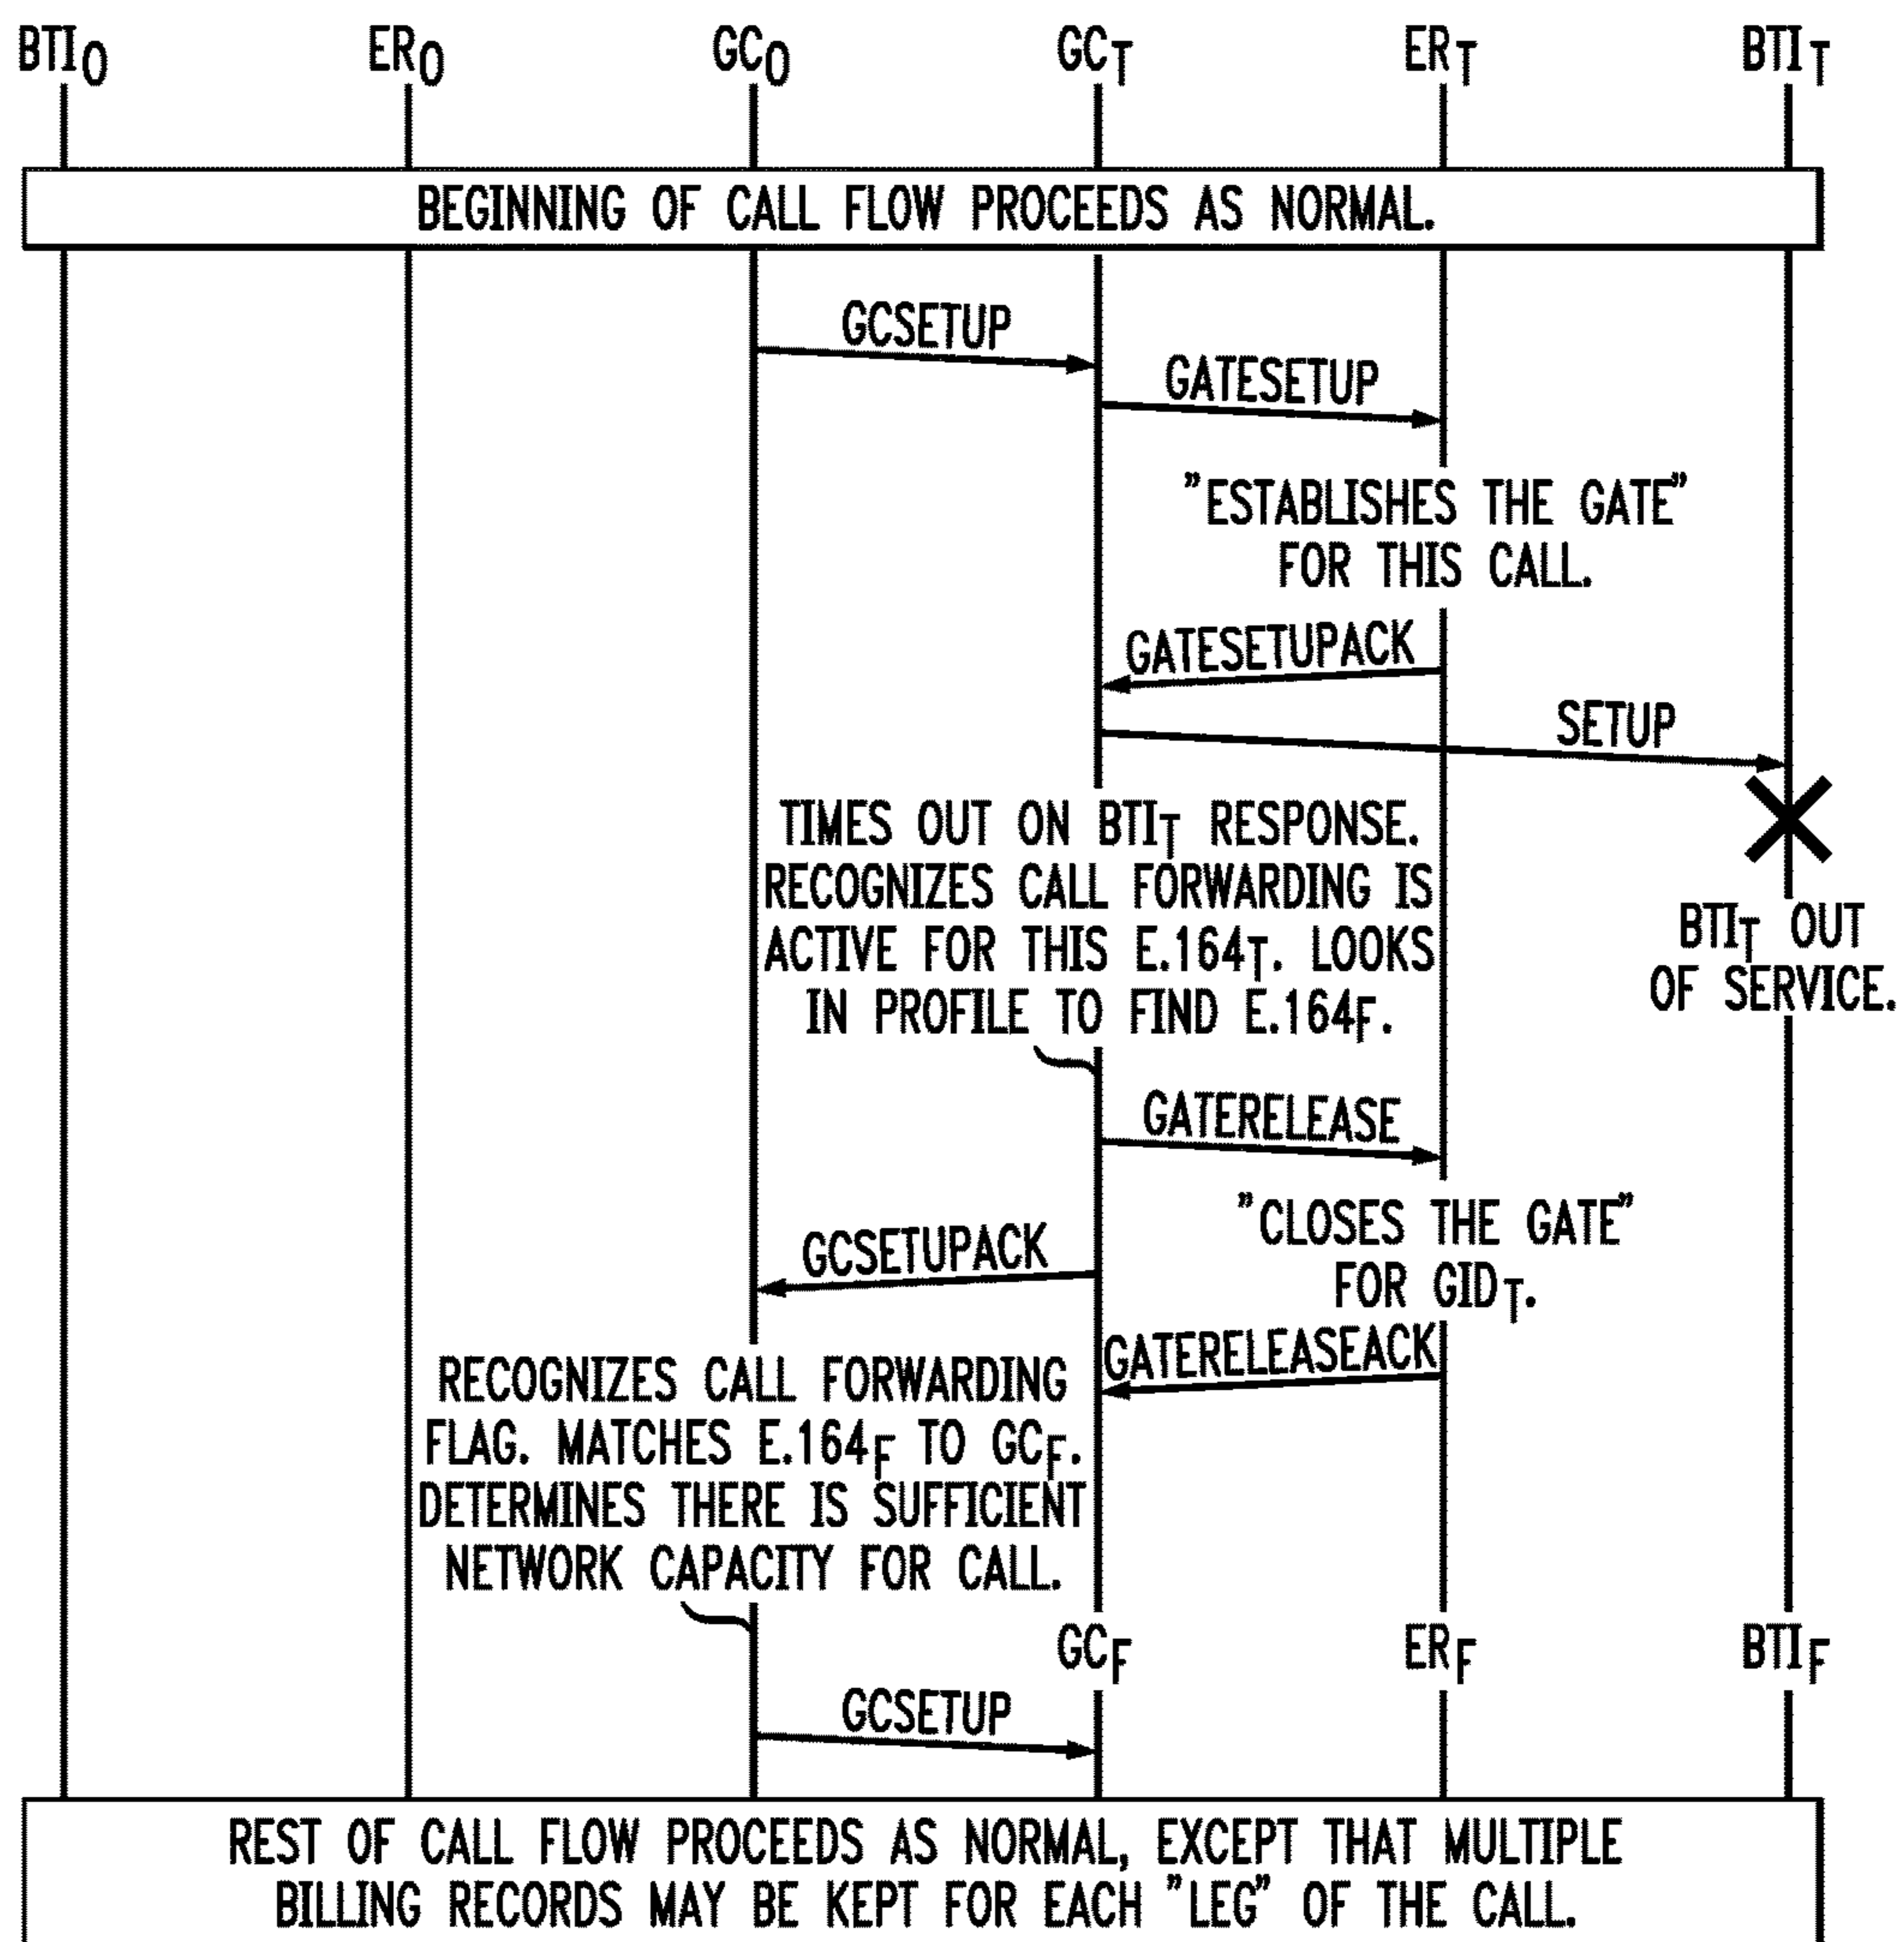 BTIO ERO GCO GCT ERT BTIT
BEGINNING OF CALL FLOW PROCEEDS AS NORMAL.
GCSETUP
GATESETUP
"ESTABLISHES THE GATE"
FOR THIS CALL.
GATESETUPACK
SETUP
TIMES OUT ON BTIT RESPONSE.
RECOGNIZES CALL FORWARDING IS
ACTIVE FOR THIS E.164T. LOOKS
IN PROFILE TO FIND E.164F.
BTIT OUT
OF SERVICE.
GATERELEASE
"CLOSES THE GATE"
FOR GIDT.
GCSETUPACK
GATERELEASEACK
RECOGNIZES CALL FORWARDING
FLAG. MATCHES E.164F TO GCF.
DETERMINES THERE IS SUFFICIENT
NETWORK CAPACITY FOR CALL.
GCF ERF BTIF
GCSETUP
REST OF CALL FLOW PROCEEDS AS NORMAL, EXCEPT THAT MULTIPLE
BILLING RECORDS MAY BE KEPT FOR EACH "LEG" OF THE CALL.